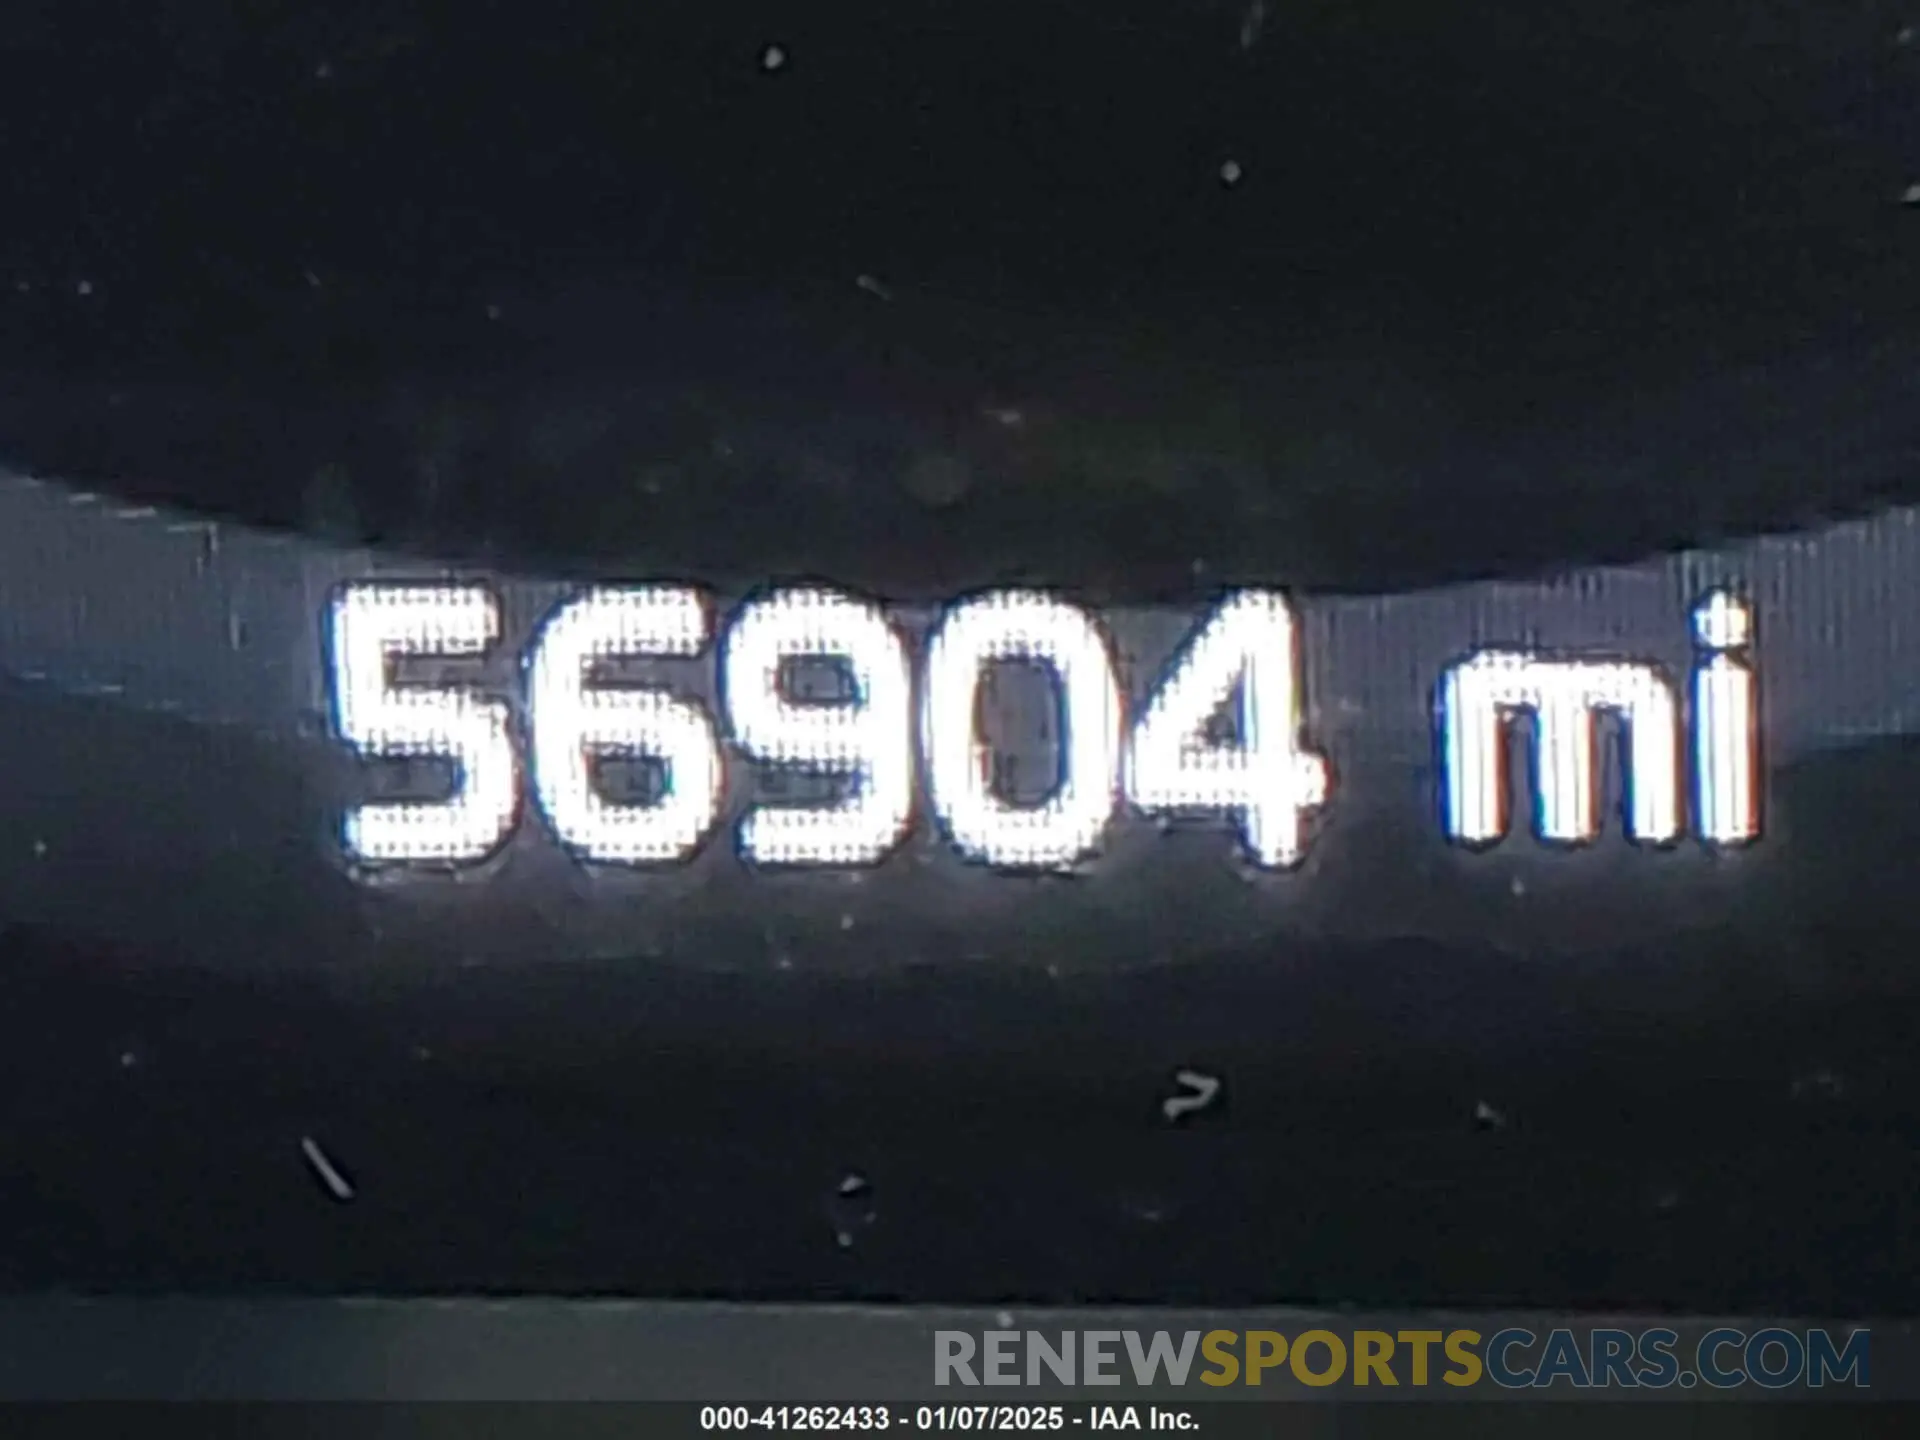 56904 mi
RENEWSPORTSCARS.COM
000-41262433 - 01/07/2025 - IAA Inc.